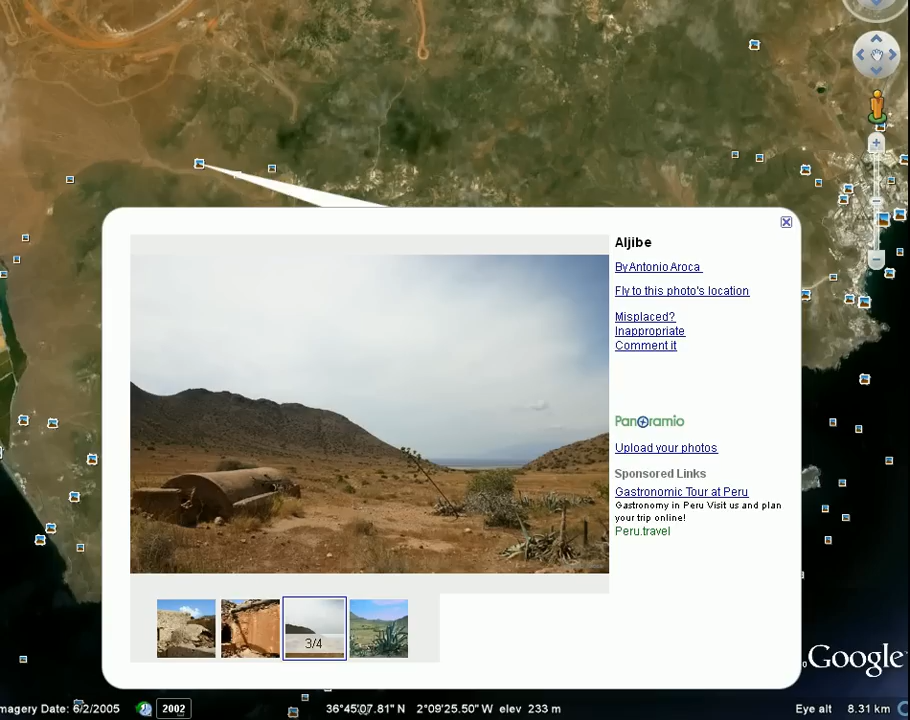 Aljibe
By Antonio Aroca
Fly to this photo's location
Misplaced?
Inappropriate
Comment it
Panoramio
Upload your photos
Sponsored Links
Gastronomic Tour at Peru
Gastronomy in Peru Visit us and plan
your trip online!
Peru.travel
3/4
Google
magery Date: 6/2/2005
2002
36°45'07.81" N 2°09'25.50" W elev 233 m
Eye alt 8.31 km